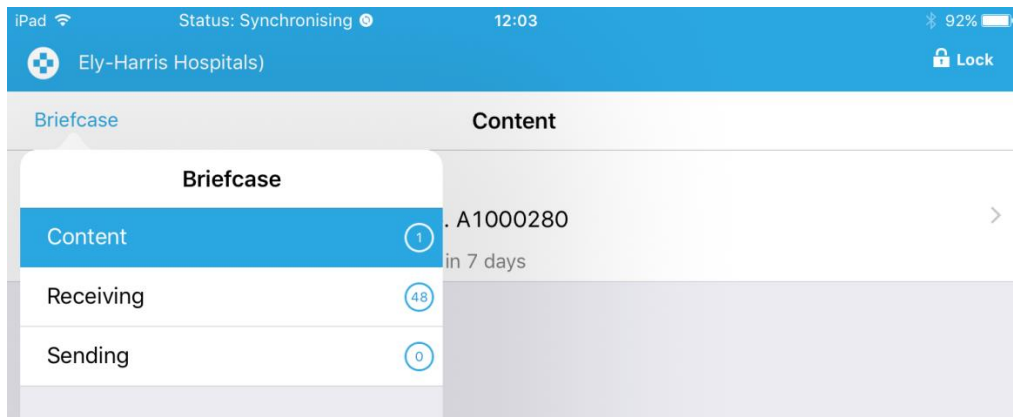 iPad Status: Synchronising 12:03 92%
Ely-Harris Hospitals) Lock
Briefcase Content
Briefcase
Content 1
. A1000280
in 7 days
Receiving 48
Sending 0